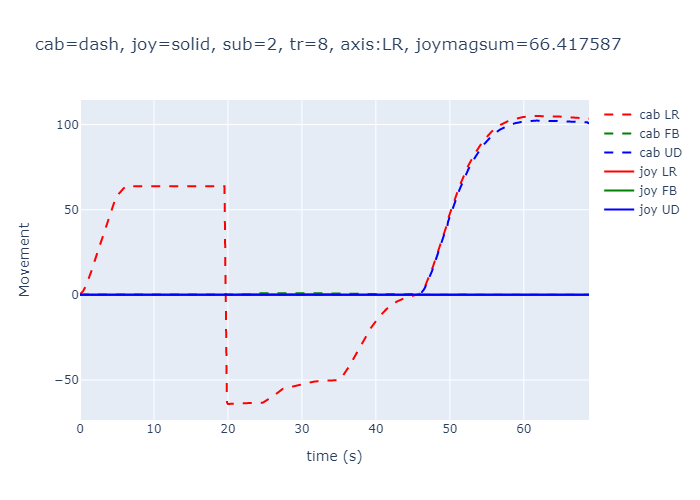 cab=dash, joy=solid, sub=2, tr=8, axis:LR, joymagsum=66.417587
cab LR
cab FB
cab UD
joy LR
joy FB
joy UD
Movement
100
50
0
−50
0 10 20 30 40 50 60
time (s)